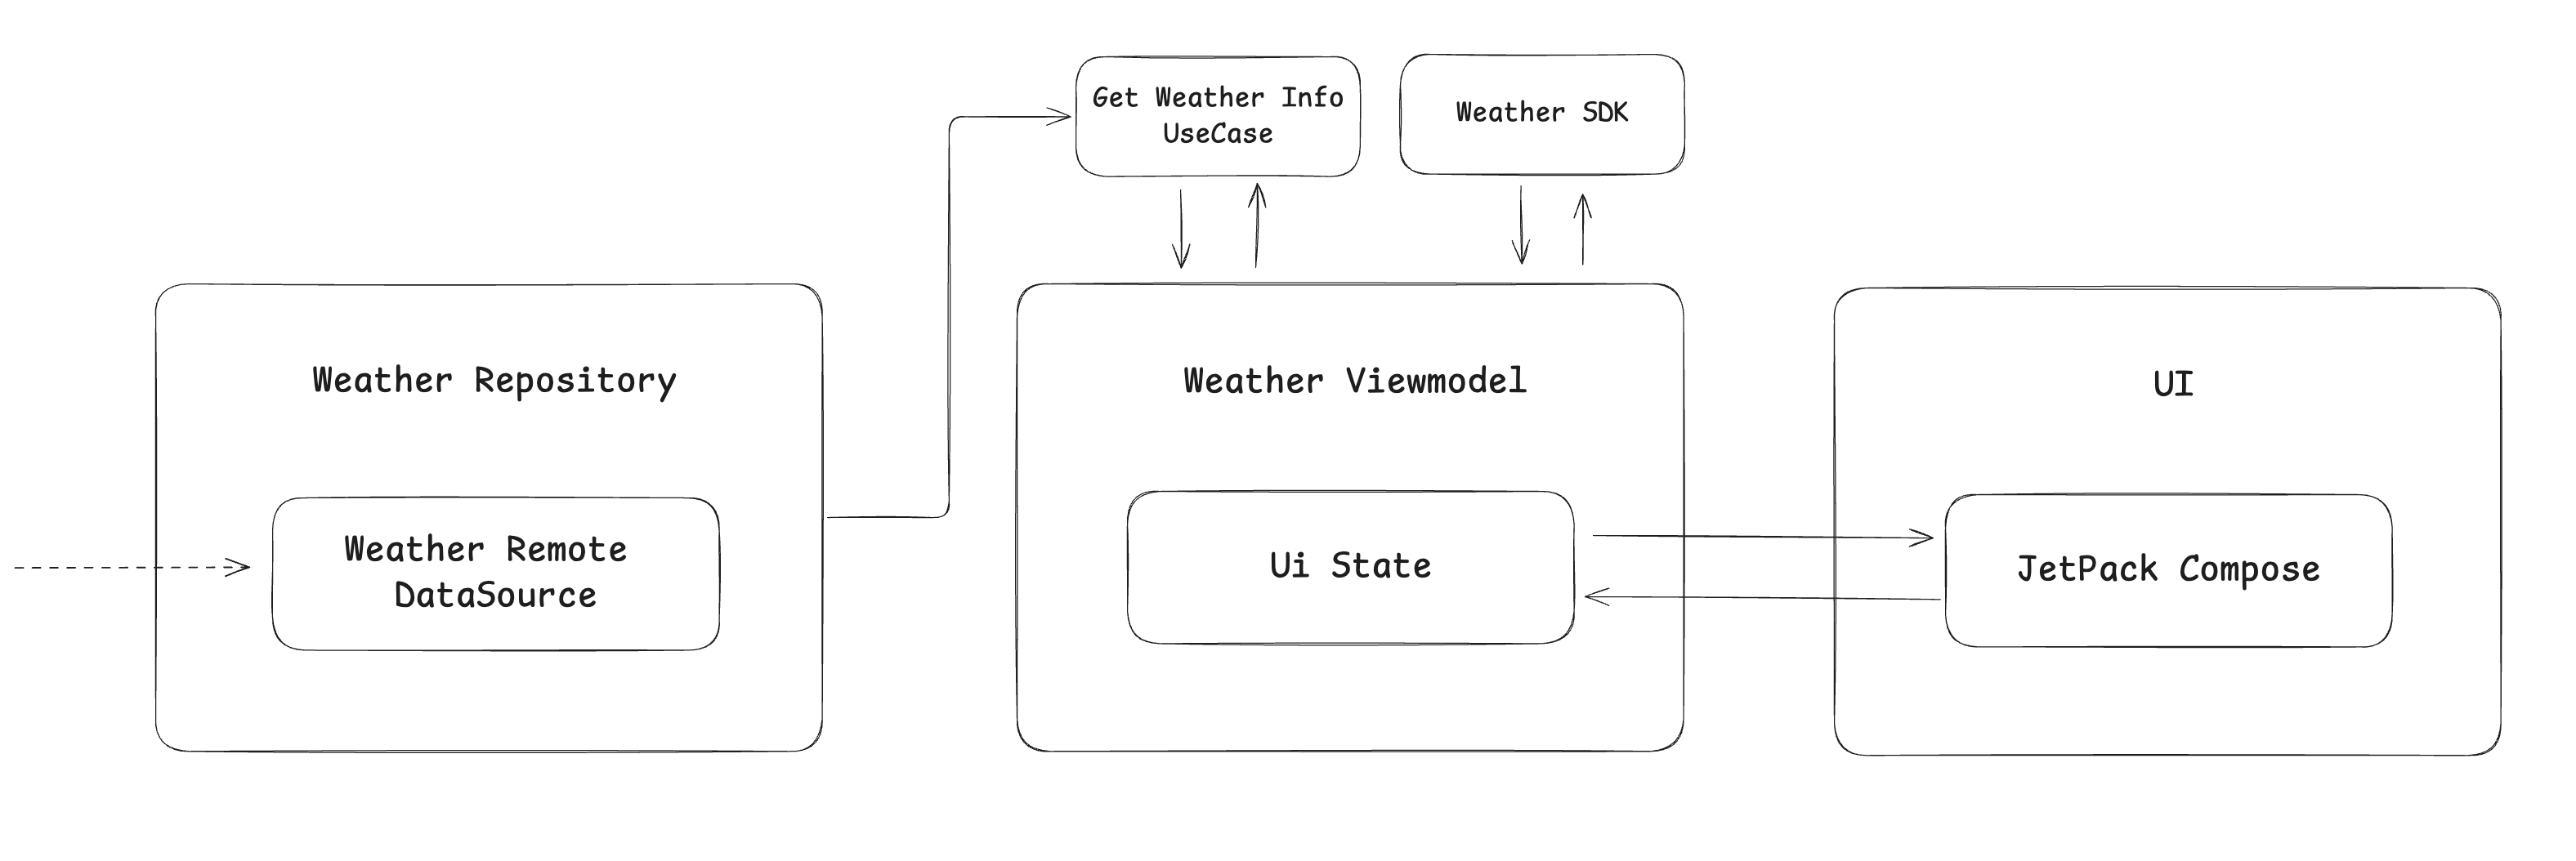 Get Weather Info
UseCase
Weather SDK
Weather Repository
Weather Remote
DataSource
Weather Viewmodel
Ui State
UI
JetPack Compose